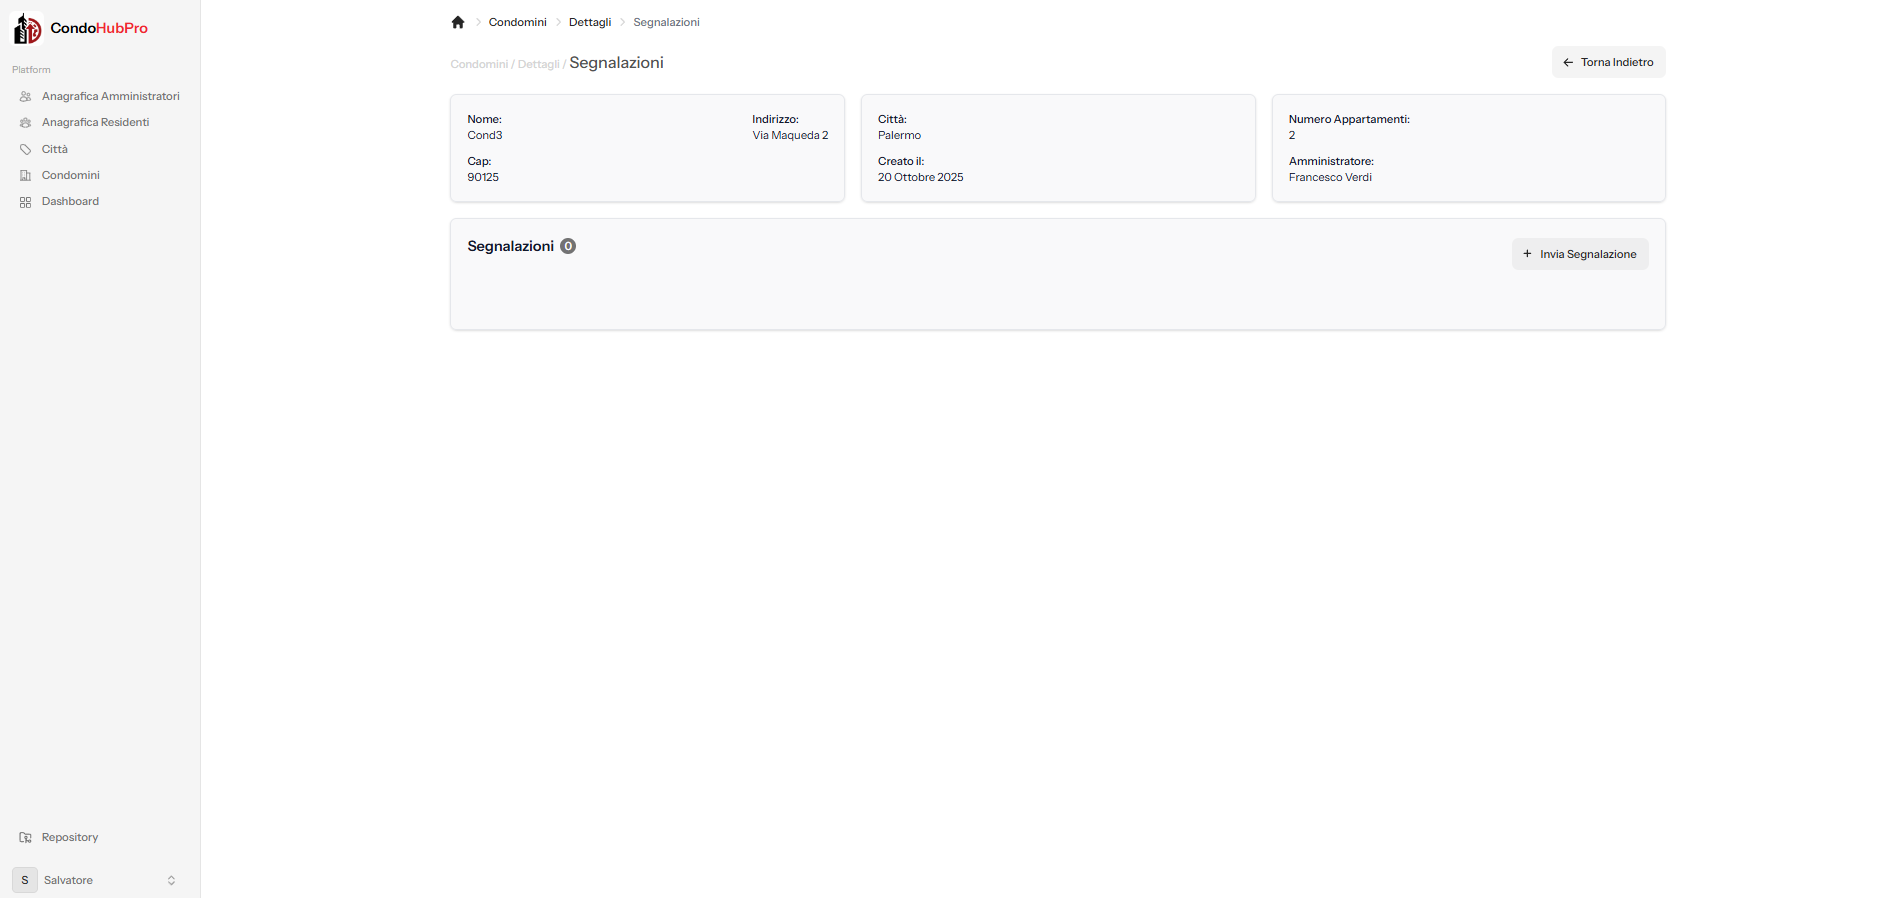 CondoHubPro
Platform
Anagrafica Amministratori
Anagrafica Residenti
Città
Condomini
Dashboard
Repository
S Salvatore
Condomini Dettagli Segnalazioni
Condomini / Dettagli / Segnalazioni
Torna Indietro
Nome:
Cond3
Indirizzo:
Via Maqueda 2
Cap:
90125
Città:
Palermo
Creato il:
20 Ottobre 2025
Numero Appartamenti:
2
Amministratore:
Francesco Verdi
Segnalazioni 0
+ Invia Segnalazione